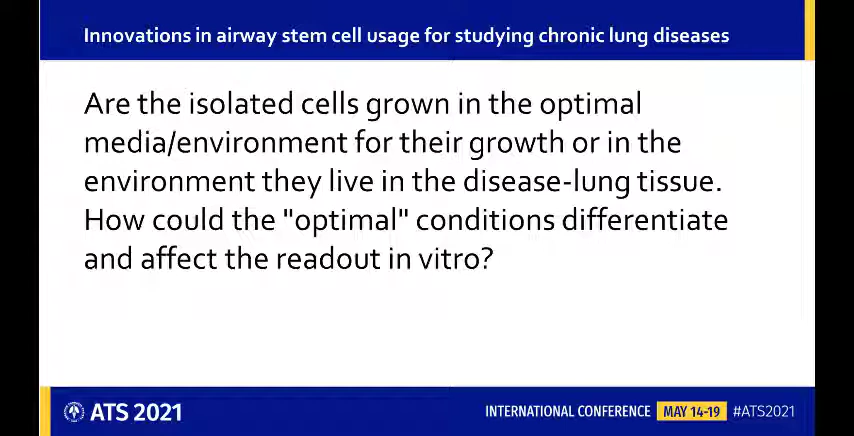 Innovations in airway stem cell usage for studying chronic lung diseases
Are the isolated cells grown in the optimal
media/environment for their growth or in the
environment they live in the disease-lung tissue.
How could the "optimal" conditions differentiate
and affect the readout in vitro?
ATS 2021
INTERNATIONAL CONFERENCE MAY 14-19 #ATS2021